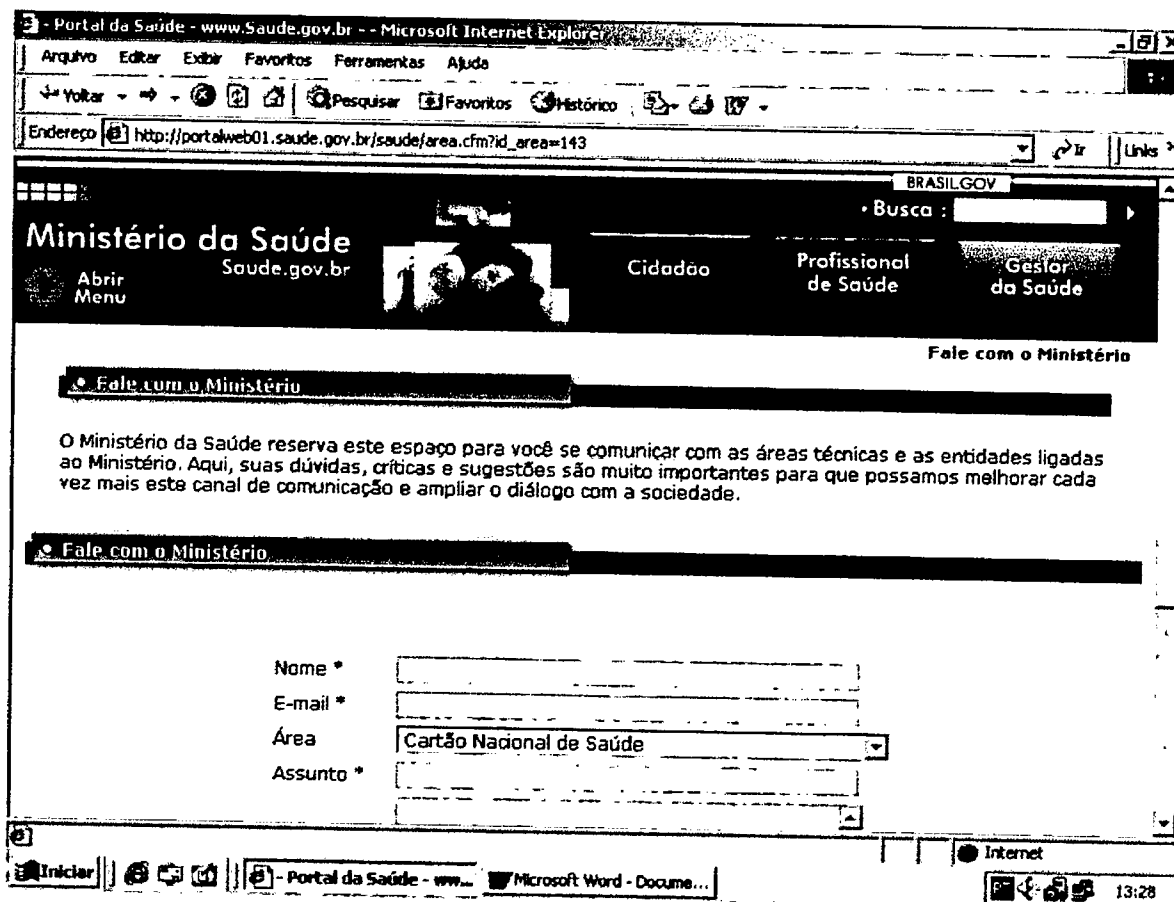 - Portal da Saúde - www.Saude.gov.br - - Microsoft Internet Explorer
Arquivo Editar Exibir Favoritos Ferramentas Ajuda
Voltar Pesquisar Favoritos Histórico
Endereço http://portalweb01.saude.gov.br/saude/area.cfm?id_area=143 Ir Links
BRASIL.GOV
Busca :
Ministério da Saúde
Saude.gov.br
Abrir Menu
Cidadão
Profissional de Saúde
Gestor da Saúde
Fale com o Ministério
Fale com o Ministério
O Ministério da Saúde reserva este espaço para você se comunicar com as áreas técnicas e as entidades ligadas
ao Ministério. Aqui, suas dúvidas, críticas e sugestões são muito importantes para que possamos melhorar cada
vez mais este canal de comunicação e ampliar o diálogo com a sociedade.
Fale com o Ministério
Nome *
E-mail *
Área Cartão Nacional de Saúde
Assunto *
Internet
Iniciar - Portal da Saúde - ww... Microsoft Word - Docume... 13:28